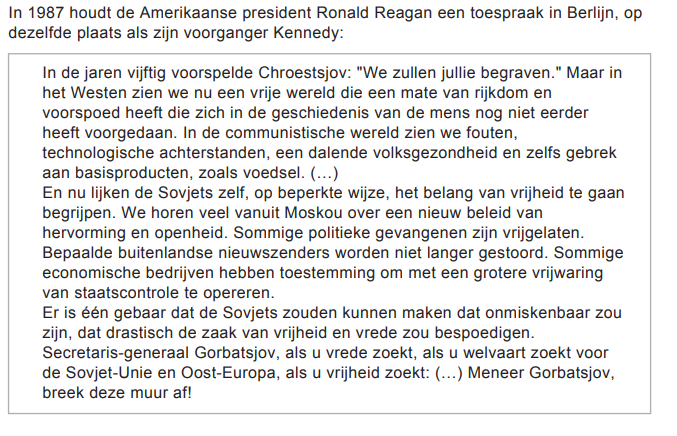 In 1987 houdt de Amerikaanse president Ronald Reagan een toespraak in Berlijn, op
dezelfde plaats als zijn voorganger Kennedy:
In de jaren vijftig voorspelde Chroestsjov: "We zullen jullie begraven." Maar in
het Westen zien we nu een vrije wereld die een mate van rijkdom en
voorspoed heeft die zich in de geschiedenis van de mens nog niet eerder
heeft voorgedaan. In de communistische wereld zien we fouten,
technologische achterstanden, een dalende volksgezondheid en zelfs gebrek
aan basisproducten, zoals voedsel. (…)
En nu lijken de Sovjets zelf, op beperkte wijze, het belang van vrijheid te gaan
begrijpen. We horen veel vanuit Moskou over een nieuw beleid van
hervorming en openheid. Sommige politieke gevangenen zijn vrijgelaten.
Bepaalde buitenlandse nieuwszenders worden niet langer gestoord. Sommige
economische bedrijven hebben toestemming om met een grotere vrijwaring
van staatscontrole te opereren.
Er is één gebaar dat de Sovjets zouden kunnen maken dat onmiskenbaar zou
zijn, dat drastisch de zaak van vrijheid en vrede zou bespoedigen.
Secretaris-generaal Gorbatsjov, als u vrede zoekt, als u welvaart zoekt voor
de Sovjet-Unie en Oost-Europa, als u vrijheid zoekt: (…) Meneer Gorbatsjov,
breek deze muur af!